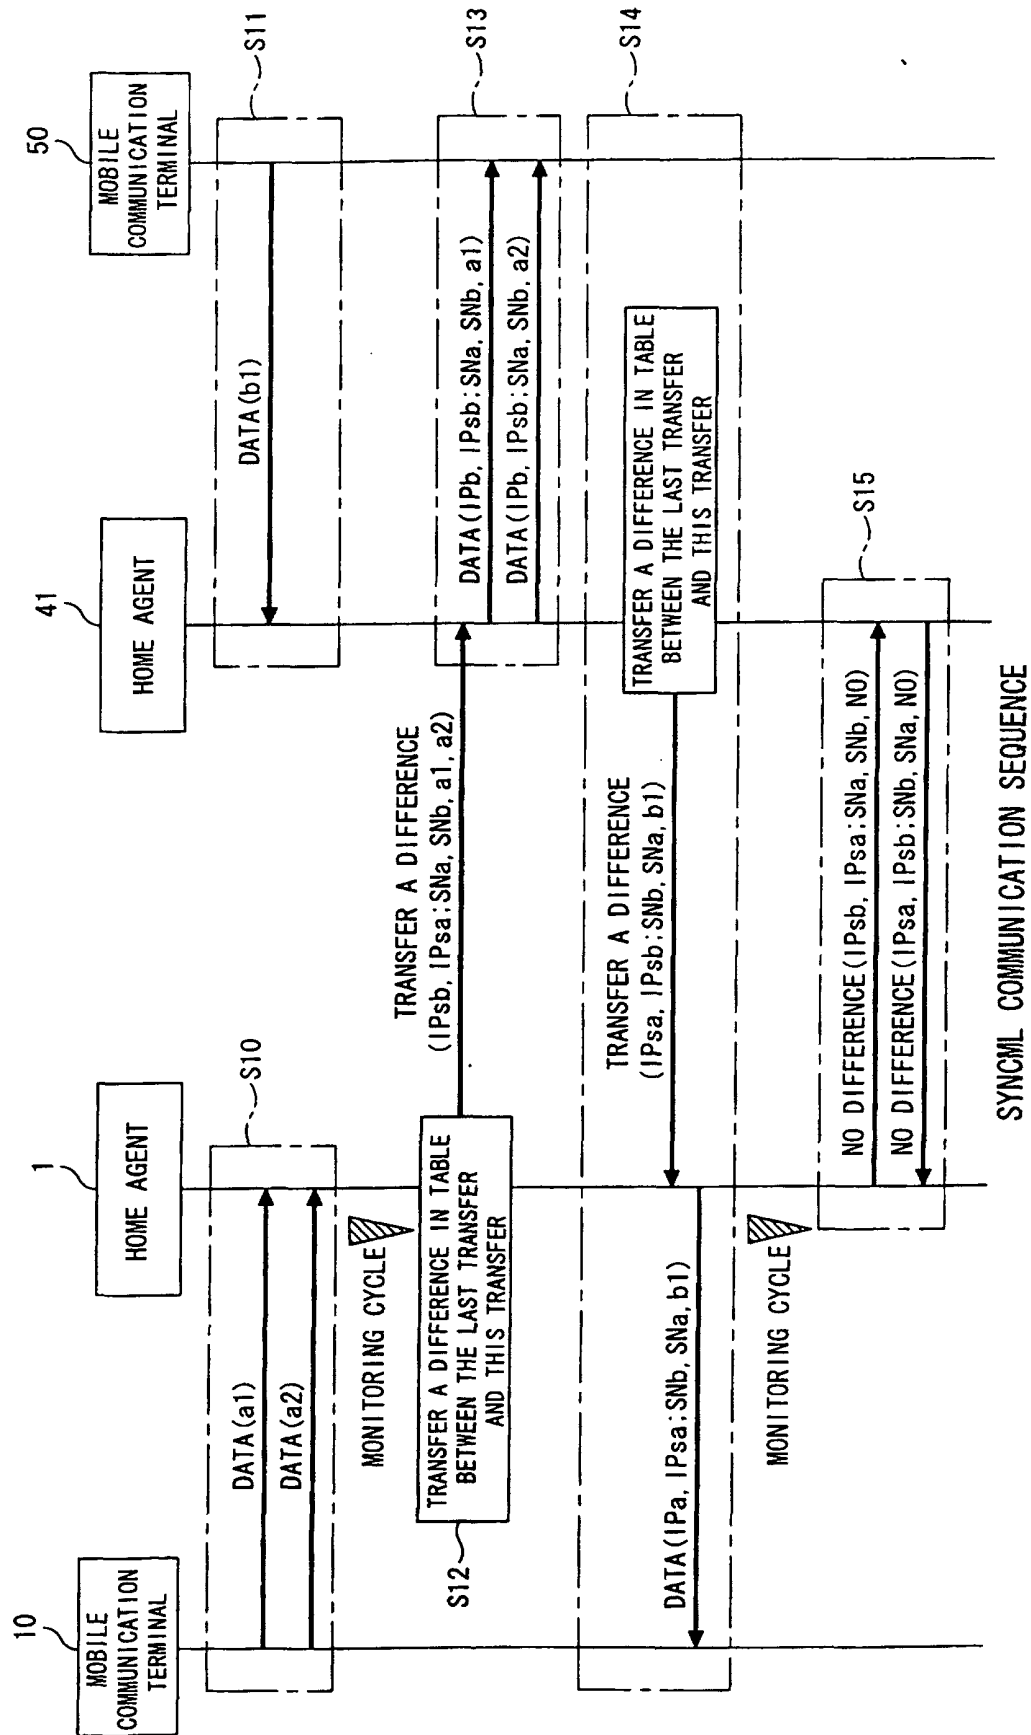 10
MOBILE
COMMUNICATION
TERMINAL
1
HOME AGENT
41
HOME AGENT
50
MOBILE
COMMUNICATION
TERMINAL
S10
DATA(a1)
DATA(a2)
S11
DATA(b1)
MONITORING CYCLE
S12
TRANSFER A DIFFERENCE IN TABLE
BETWEEN THE LAST TRANSFER
AND THIS TRANSFER
TRANSFER A DIFFERENCE
(IPsb, IPsa;SNa, SNb, a1, a2)
S13
DATA(IPb, IPsb;SNa, SNb, a1)
DATA(IPb, IPsb;SNa, SNb, a2)
S14
TRANSFER A DIFFERENCE IN TABLE
BETWEEN THE LAST TRANSFER
AND THIS TRANSFER
TRANSFER A DIFFERENCE
(IPsa, IPsb;SNb, SNa, b1)
DATA(IPa, IPsa;SNb, SNa, b1)
MONITORING CYCLE
S15
NO DIFFERENCE(IPsb, IPsa;SNa, SNb, NO)
NO DIFFERENCE(IPsa, IPsb;SNb, SNa, NO)
SYNCML COMMUNICATION SEQUENCE